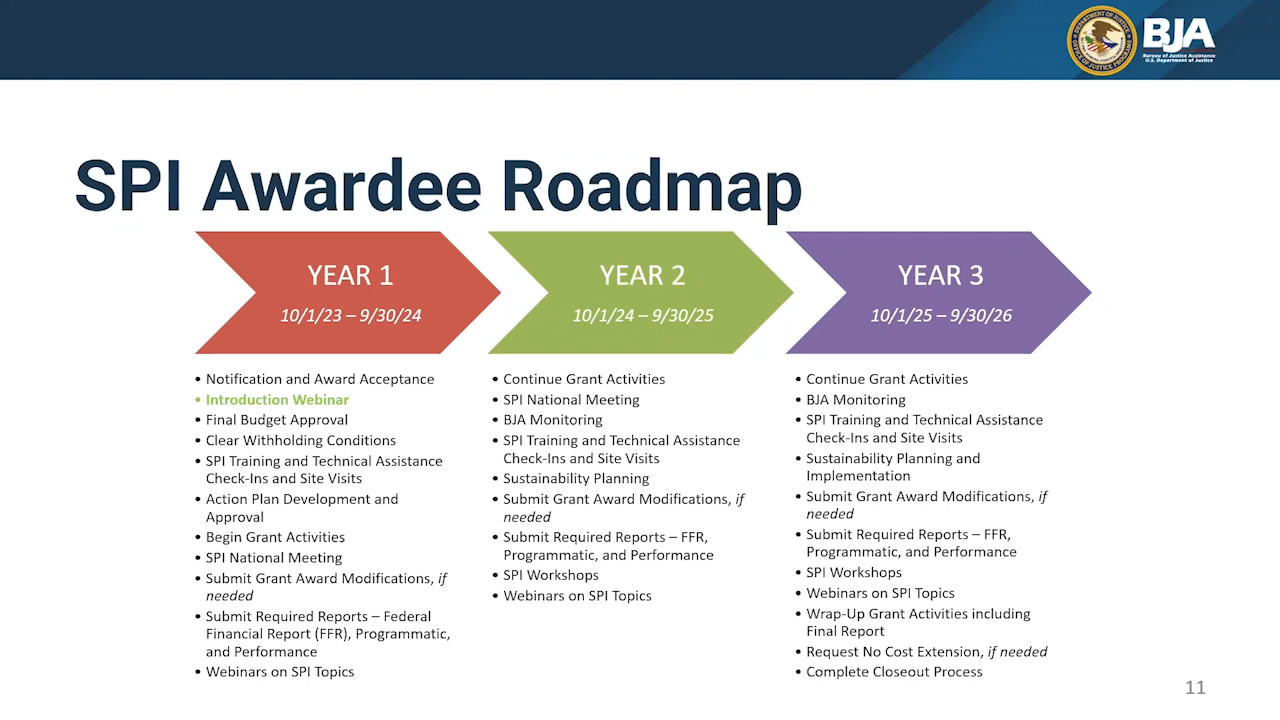 BJA
Bureau of Justice Assistance
U.S. Department of Justice
SPI Awardee Roadmap
YEAR 1
10/1/23 – 9/30/24
• Notification and Award Acceptance
• Introduction Webinar
• Final Budget Approval
• Clear Withholding Conditions
• SPI Training and Technical Assistance
Check-Ins and Site Visits
• Action Plan Development and
Approval
• Begin Grant Activities
• SPI National Meeting
• Submit Grant Award Modifications, if
needed
• Submit Required Reports – Federal
Financial Report (FFR), Programmatic,
and Performance
• Webinars on SPI Topics
YEAR 2
10/1/24 – 9/30/25
• Continue Grant Activities
• SPI National Meeting
• BJA Monitoring
• SPI Training and Technical Assistance
Check-Ins and Site Visits
• Sustainability Planning
• Submit Grant Award Modifications, if
needed
• Submit Required Reports – FFR,
Programmatic, and Performance
• SPI Workshops
• Webinars on SPI Topics
YEAR 3
10/1/25 – 9/30/26
• Continue Grant Activities
• BJA Monitoring
• SPI Training and Technical Assistance
Check-Ins and Site Visits
• Sustainability Planning and
Implementation
• Submit Grant Award Modifications, if
needed
• Submit Required Reports – FFR,
Programmatic, and Performance
• SPI Workshops
• Webinars on SPI Topics
• Wrap-Up Grant Activities including
Final Report
• Request No Cost Extension, if needed
• Complete Closeout Process
11